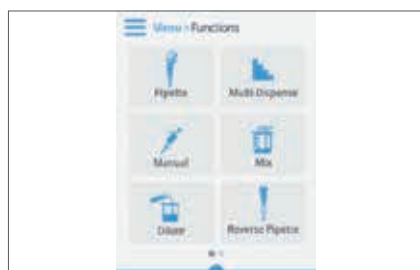 Menu > Functions
Pipette
Multi-Dispense
Manual
Mix
Dilute
Reverse Pipette